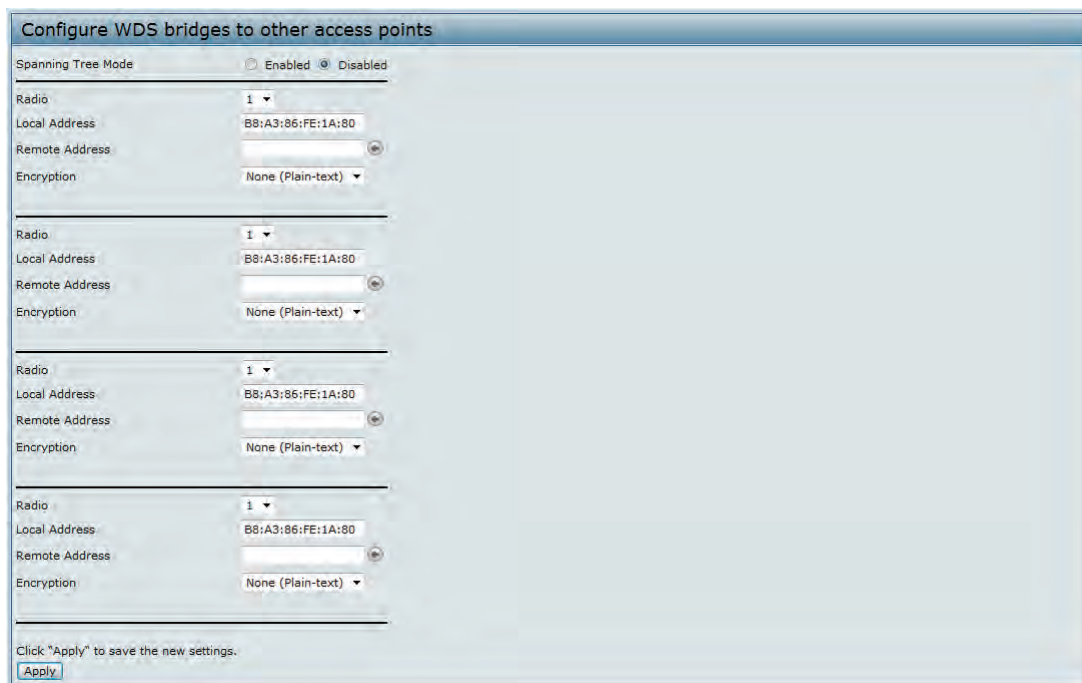 Configure WDS bridges to other access points
Spanning Tree Mode Enabled Disabled
Radio 1
Local Address B8:A3:86:FE:1A:80
Remote Address
Encryption None (Plain-text)
Radio 1
Local Address B8:A3:86:FE:1A:80
Remote Address
Encryption None (Plain-text)
Radio 1
Local Address B8:A3:86:FE:1A:80
Remote Address
Encryption None (Plain-text)
Radio 1
Local Address B8:A3:86:FE:1A:80
Remote Address
Encryption None (Plain-text)
Click "Apply" to save the new settings.
Apply